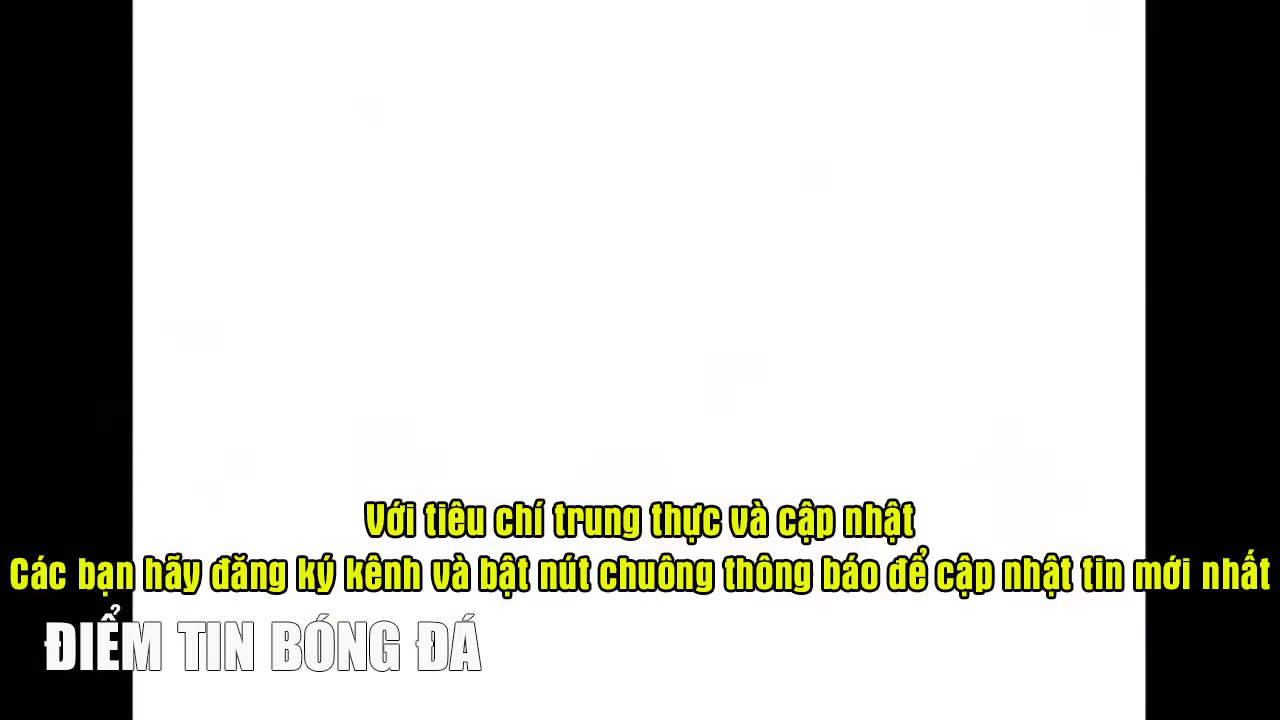 Với tiêu chí trung thực và cập nhật
Các bạn hãy đăng ký kênh và bật nút chuông thông báo để cập nhật tin mới nhất
ĐIỂM TIN BÓNG ĐÁ